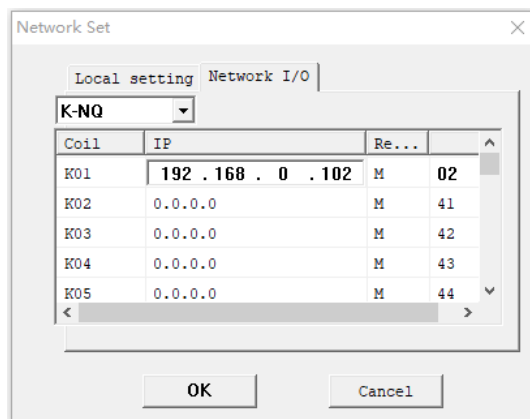 Network Set
Local setting Network I/O
K-NQ
Coil IP Re...
K01 192 . 168 . 0 . 102 M 02
K02 0.0.0.0 M 41
K03 0.0.0.0 M 42
K04 0.0.0.0 M 43
K05 0.0.0.0 M 44
OK Cancel